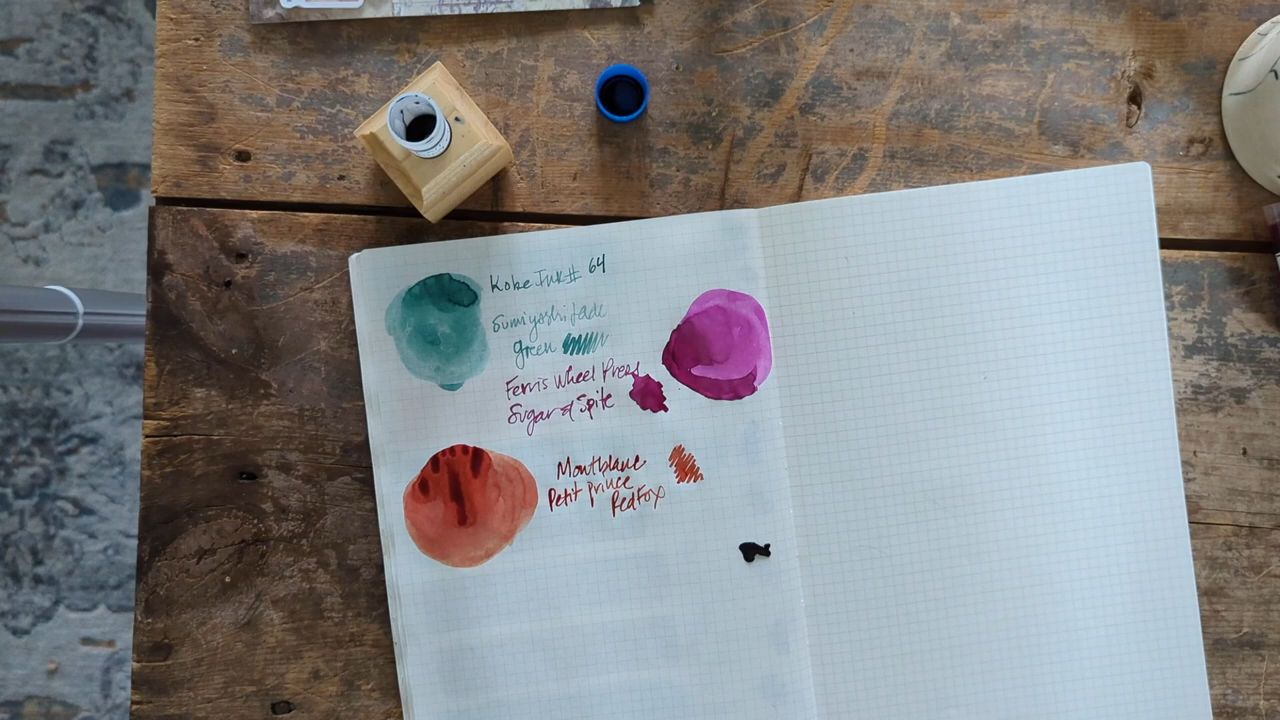 Kobe Ink# 64
Sumiyoshi Jade
green
Ferris Wheel Press
Sugar & Spite
Montblanc
Petit prince
Red Fox